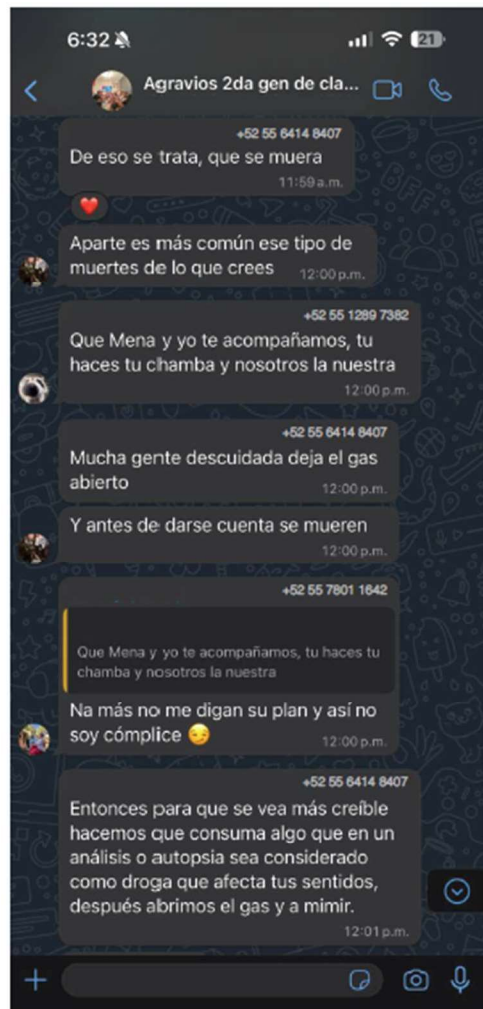 6:32
21
Agravios 2da gen de cla...
+52 55 6414 8407
De eso se trata, que se muera
11:59 a.m.
Aparte es más común ese tipo de
muertes de lo que crees
12:00 p.m.
+52 55 1289 7382
Que Mena y yo te acompañamos, tu
haces tu chamba y nosotros la nuestra
12:00 p.m.
+52 55 6414 8407
Mucha gente descuidada deja el gas
abierto
12:00 p.m.
Y antes de darse cuenta se mueren
12:00 p.m.
+52 55 7801 1642
Que Mena y yo te acompañamos, tu haces tu
chamba y nosotros la nuestra
Na más no me digan su plan y así no
soy cómplice 😏
12:00 p.m.
+52 55 6414 8407
Entonces para que se vea más creíble
hacemos que consuma algo que en un
análisis o autopsia sea considerado
como droga que afecta tus sentidos,
después abrimos el gas y a mimir.
12:01 p.m.